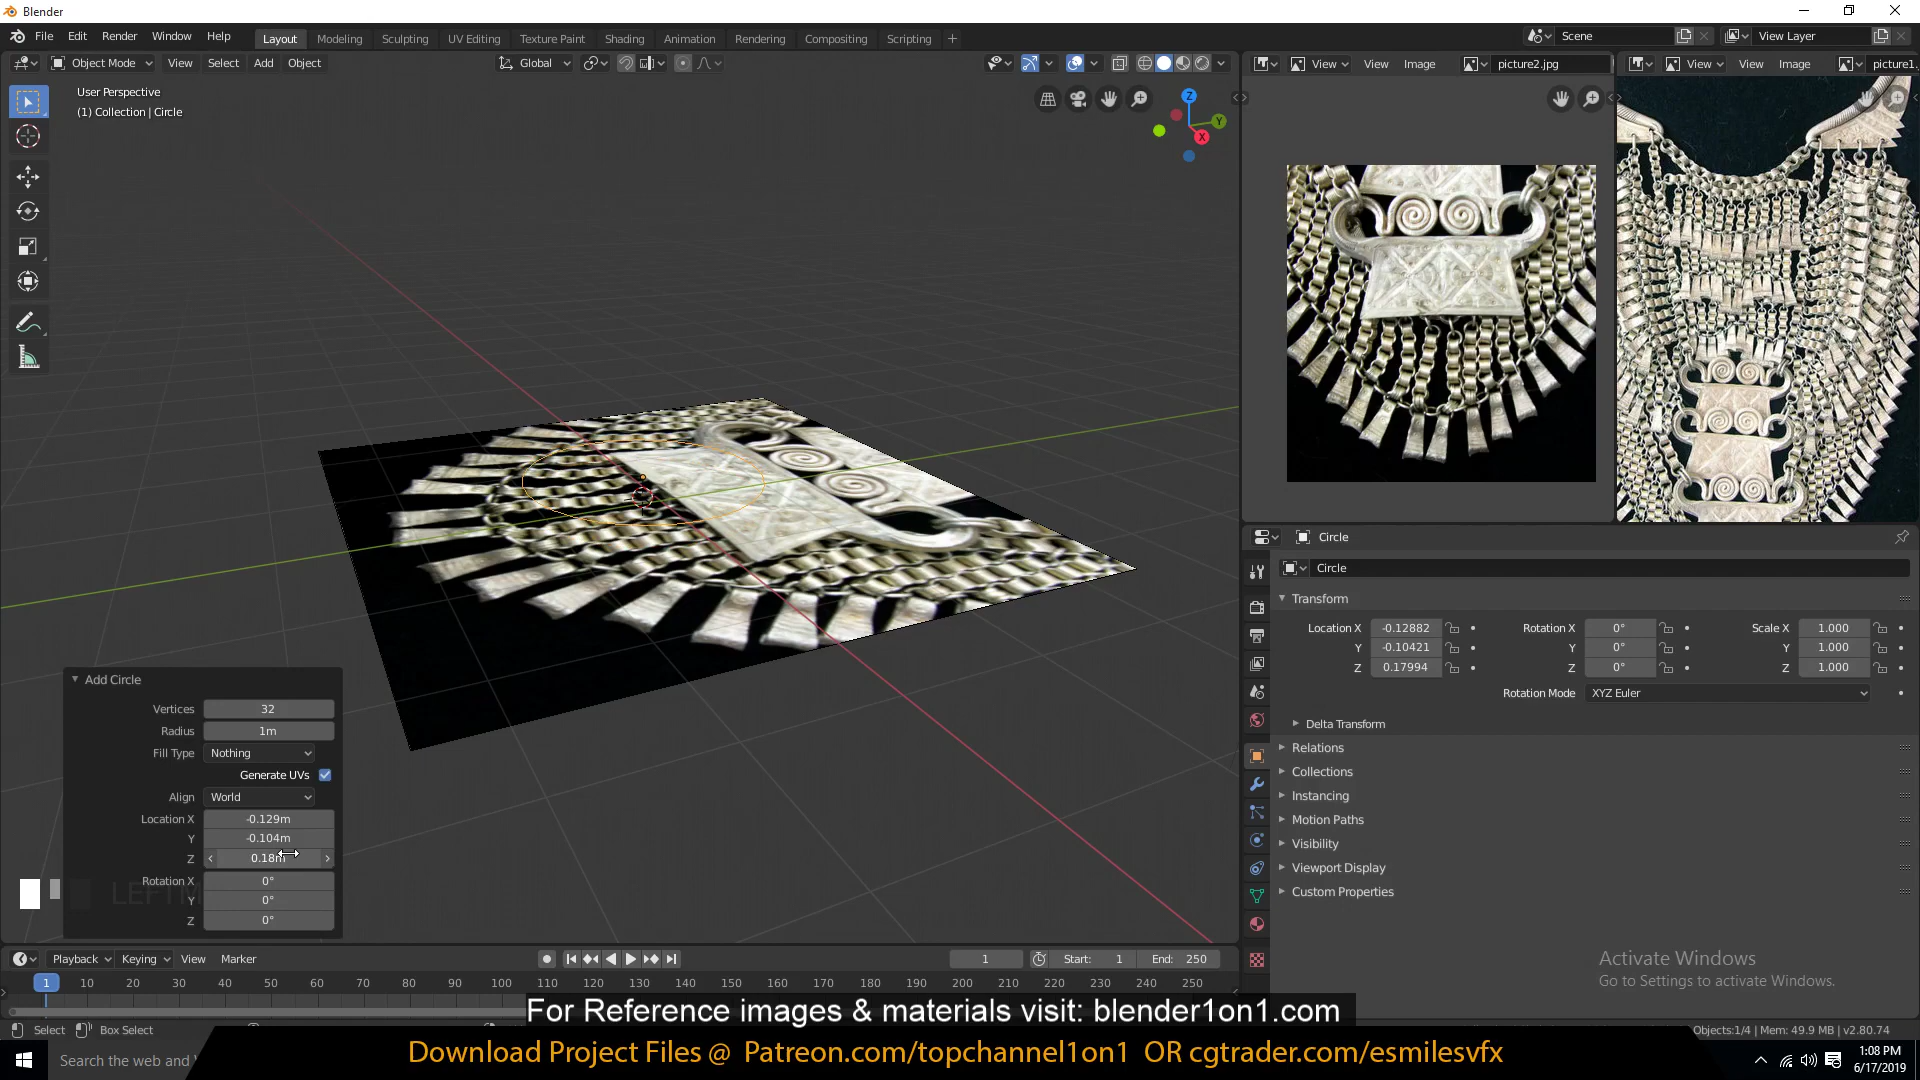 Blender
File Edit Render Window Help
Layout Modeling Sculpting UV Editing Texture Paint Shading Animation Rendering Compositing Scripting +
Scene View Layer
Object Mode View Select Add Object Global
View View Image picture2.jpg
View View Image picture1.
User Perspective
(1) Collection | Circle
Z
Y
X
Circle
Circle
Transform
Location X -0.12882 Rotation X 0° Scale X 1.000
Y -0.10421 Y 0° Y 1.000
Z 0.17994 Z 0° Z 1.000
Rotation Mode XYZ Euler
Delta Transform
Relations
Collections
Instancing
Motion Paths
Visibility
Viewport Display
Custom Properties
Add Circle
Vertices 32
Radius 1m
Fill Type Nothing
Generate UVs
Align World
Location X -0.129m
Y -0.104m
Z 0.18m
Rotation X 0°
Y 0°
Z 0°
Activate Windows
Go to Settings to activate Windows.
Playback Keying View Marker 1 Start: 1 End: 250
1 10 20 30 40 50 60 70 80 90 100 110 120 130 140 150 160 170 180 190 200 210 220 230 240 250
For Reference images & materials visit: blender1on1.com
Select Box Select Objects:1/4 | Mem: 49.9 MB | v2.80.74
Search the web and
Download Project Files @ Patreon.com/topchannel1on1 OR cgtrader.com/esmilesvfx
1:08 PM
6/17/2019